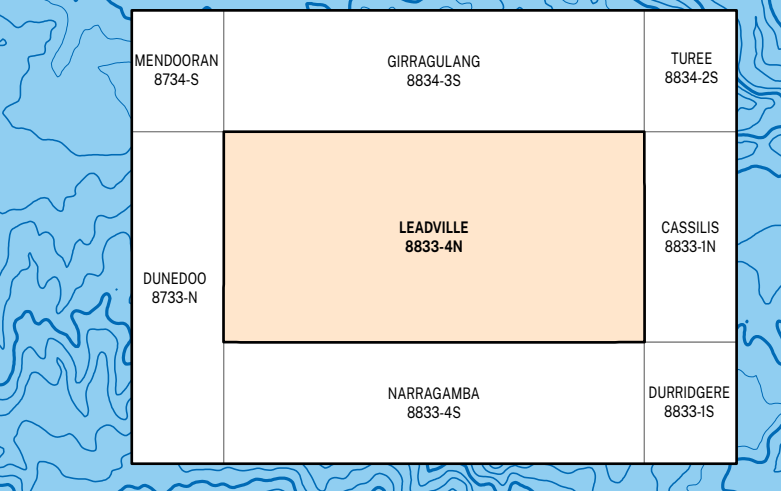 MENDOORAN
8734-S
GIRRAGULANG
8834-3S
TUREE
8834-2S
LEADVILLE
8833-4N
CASSILIS
8833-1N
DUNEDOO
8733-N
NARRAGAMBA
8833-4S
DURRIDGERE
8833-1S